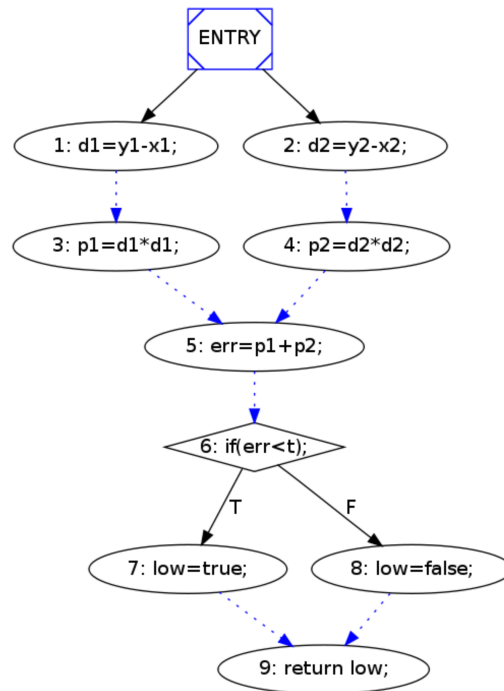 ENTRY
1: d1=y1-x1;
2: d2=y2-x2;
3: p1=d1*d1;
4: p2=d2*d2;
5: err=p1+p2;
6: if(err<t);
T
F
7: low=true;
8: low=false;
9: return low;